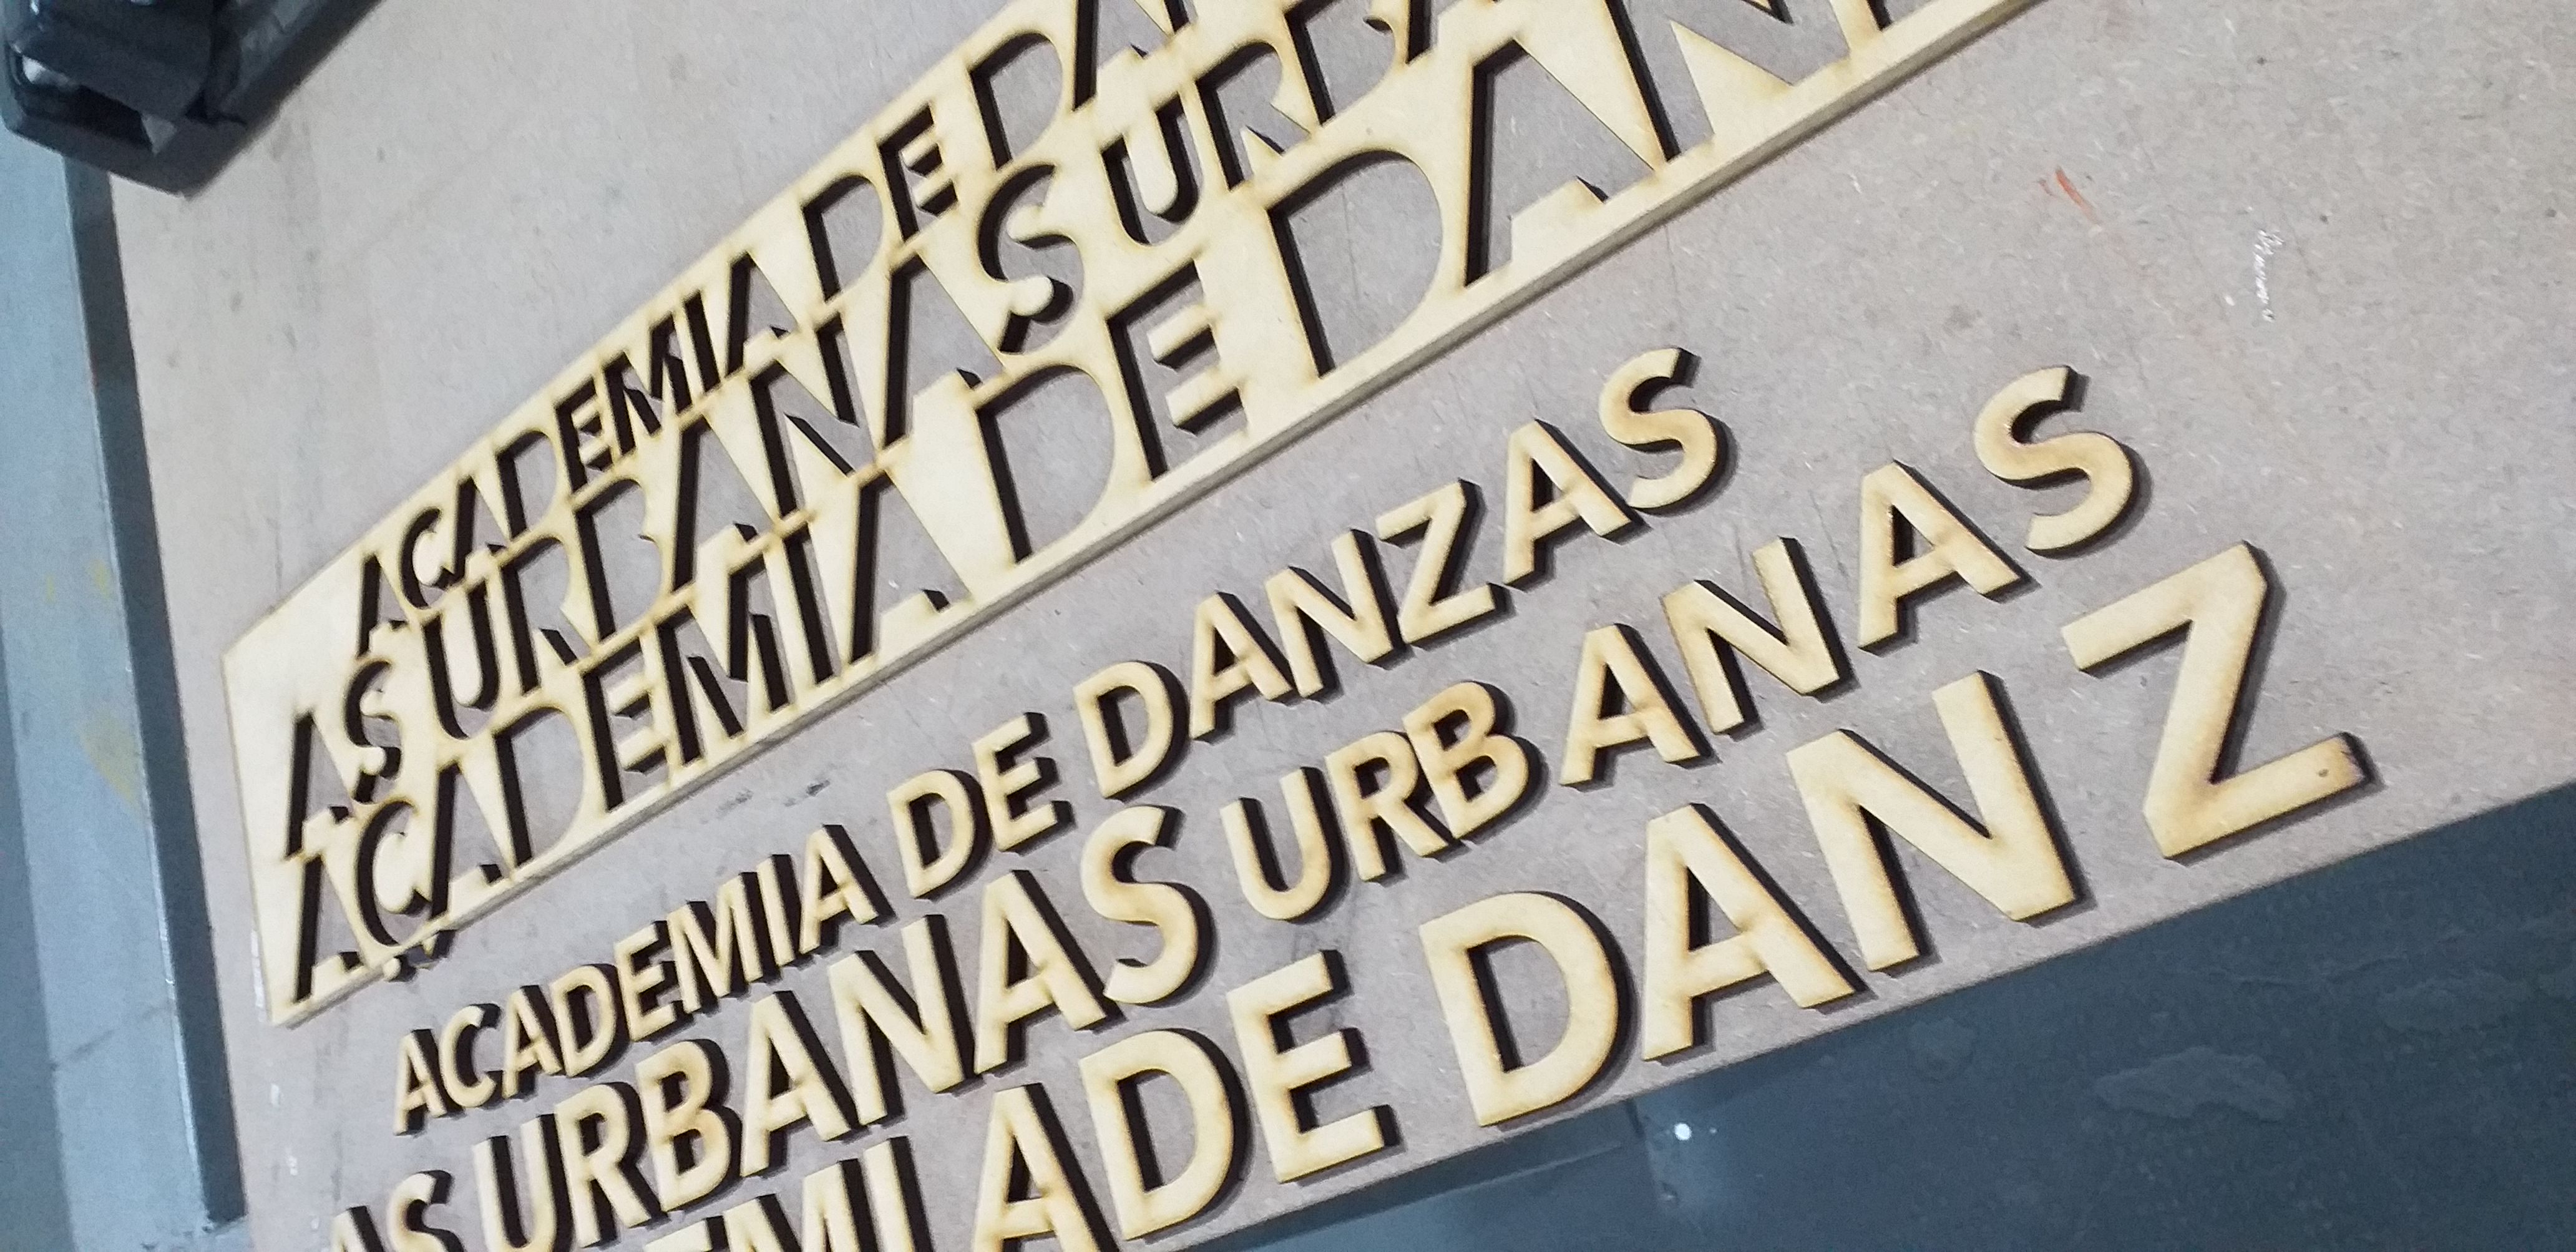 ACADEMIA DE DA
AS URBANAS URBA
ACADEMIA DE DAN
ACADEMIA DE DANZAS
AS URBANAS URBANAS
EMIA DE DANZ